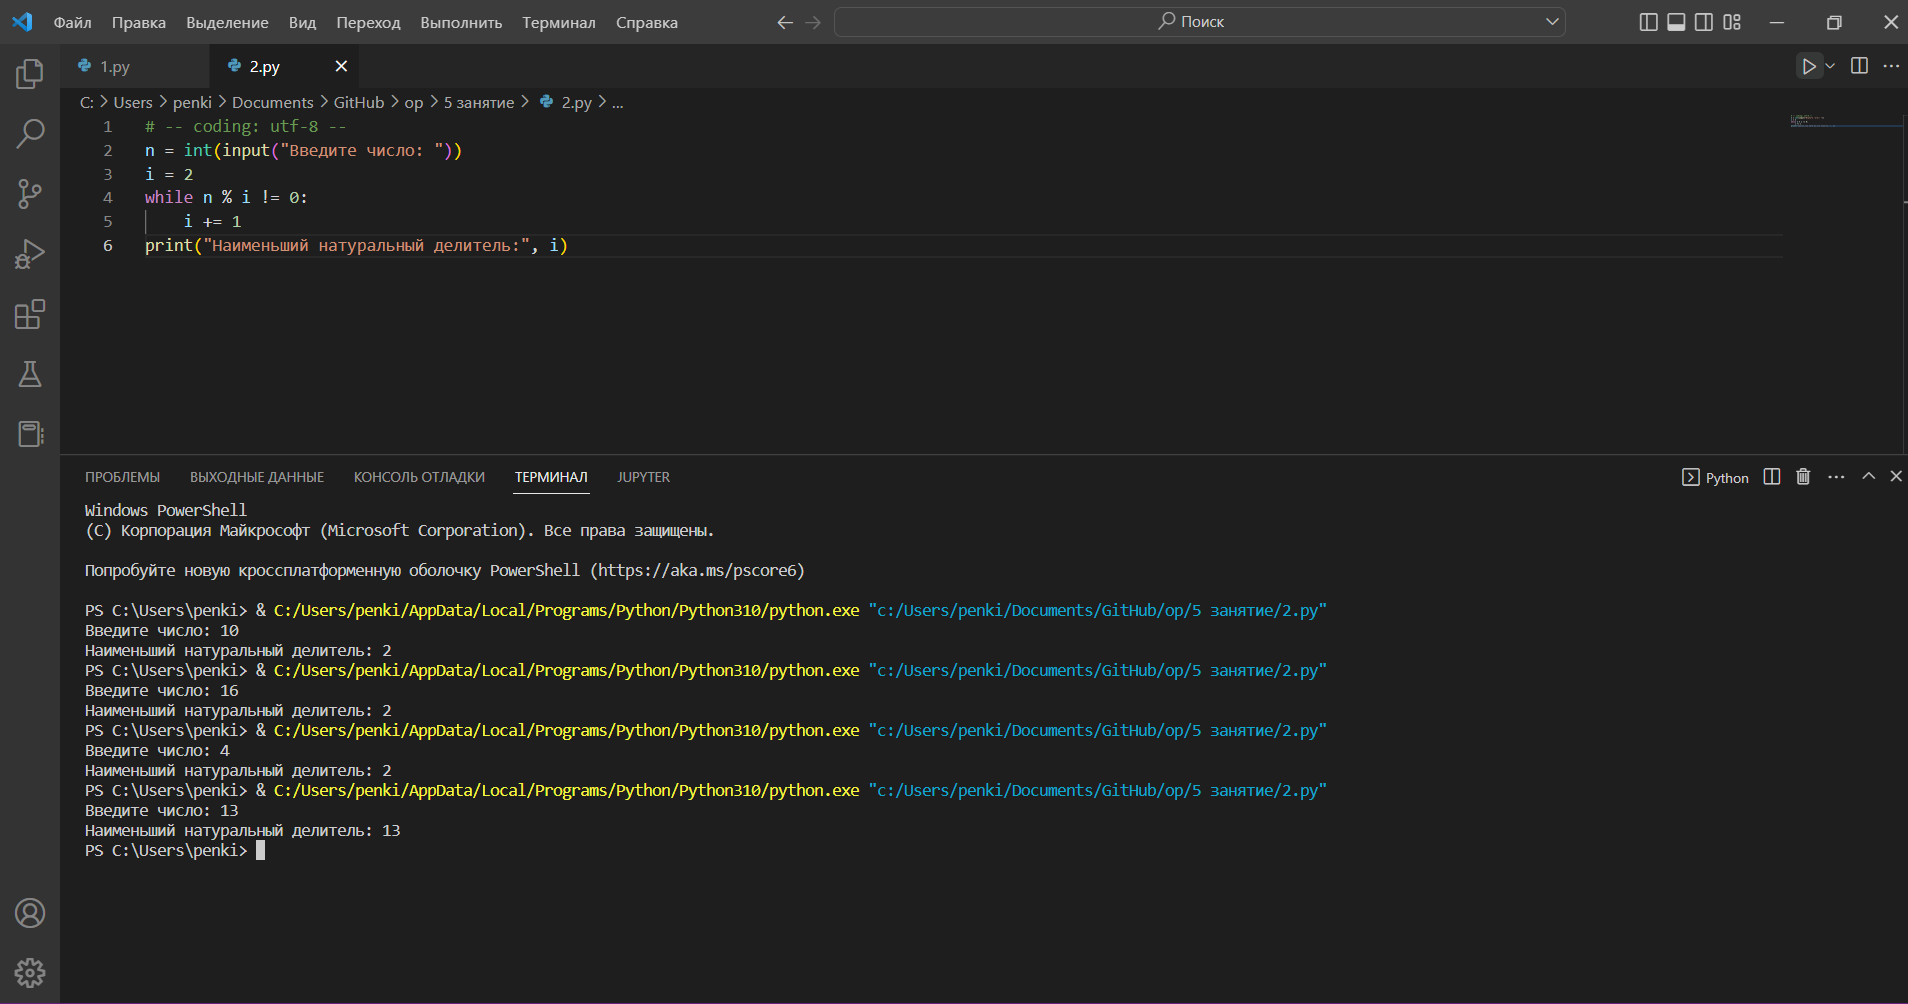 Файл Правка Выделение Вид Переход Выполнить Терминал Справка Поиск
1.py 2.py
C: > Users > penki > Documents > GitHub > op > 5 занятие > 2.py > ...
1 # -- coding: utf-8 --
2 n = int(input("Введите число: "))
3 i = 2
4 while n % i != 0:
5 i += 1
6 print("Наименьший натуральный делитель:", i)
ПРОБЛЕМЫ ВЫХОДНЫЕ ДАННЫЕ КОНСОЛЬ ОТЛАДКИ ТЕРМИНАЛ JUPYTER Python
Windows PowerShell
(C) Корпорация Майкрософт (Microsoft Corporation). Все права защищены.
Попробуйте новую кроссплатформенную оболочку PowerShell (https://aka.ms/pscore6)
PS C:\Users\penki> & C:/Users/penki/AppData/Local/Programs/Python/Python310/python.exe "c:/Users/penki/Documents/GitHub/op/5 занятие/2.py"
Введите число: 10
Наименьший натуральный делитель: 2
PS C:\Users\penki> & C:/Users/penki/AppData/Local/Programs/Python/Python310/python.exe "c:/Users/penki/Documents/GitHub/op/5 занятие/2.py"
Введите число: 16
Наименьший натуральный делитель: 2
PS C:\Users\penki> & C:/Users/penki/AppData/Local/Programs/Python/Python310/python.exe "c:/Users/penki/Documents/GitHub/op/5 занятие/2.py"
Введите число: 4
Наименьший натуральный делитель: 2
PS C:\Users\penki> & C:/Users/penki/AppData/Local/Programs/Python/Python310/python.exe "c:/Users/penki/Documents/GitHub/op/5 занятие/2.py"
Введите число: 13
Наименьший натуральный делитель: 13
PS C:\Users\penki>